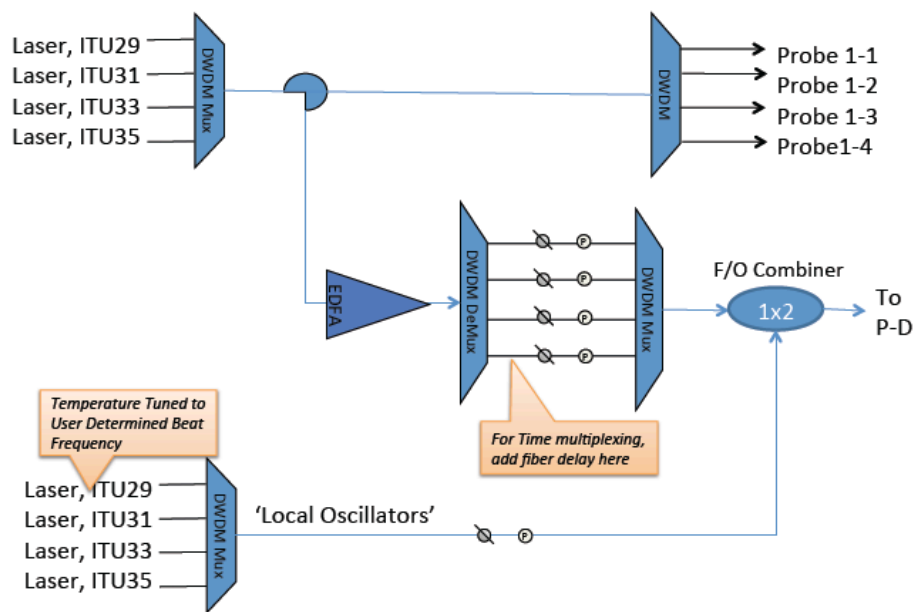 Laser, ITU29
Laser, ITU31
Laser, ITU33
Laser, ITU35
DWDM Mux
DWDM
Probe 1-1
Probe 1-2
Probe 1-3
Probe1-4
EDFA
DWDM DeMux
P
P
P
P
DWDM Mux
F/O Combiner
1x2
To
P-D
For Time multiplexing,
add fiber delay here
Temperature Tuned to
User Determined Beat
Frequency
Laser, ITU29
Laser, ITU31
Laser, ITU33
Laser, ITU35
DWDM Mux
'Local Oscillators'
P